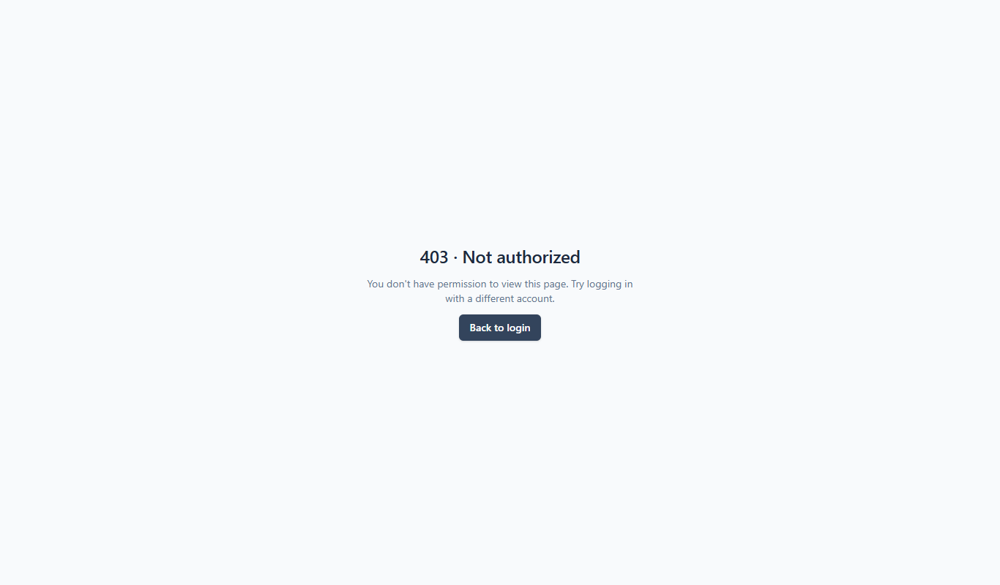 403 · Not authorized
You don't have permission to view this page. Try logging in
with a different account.
Back to login